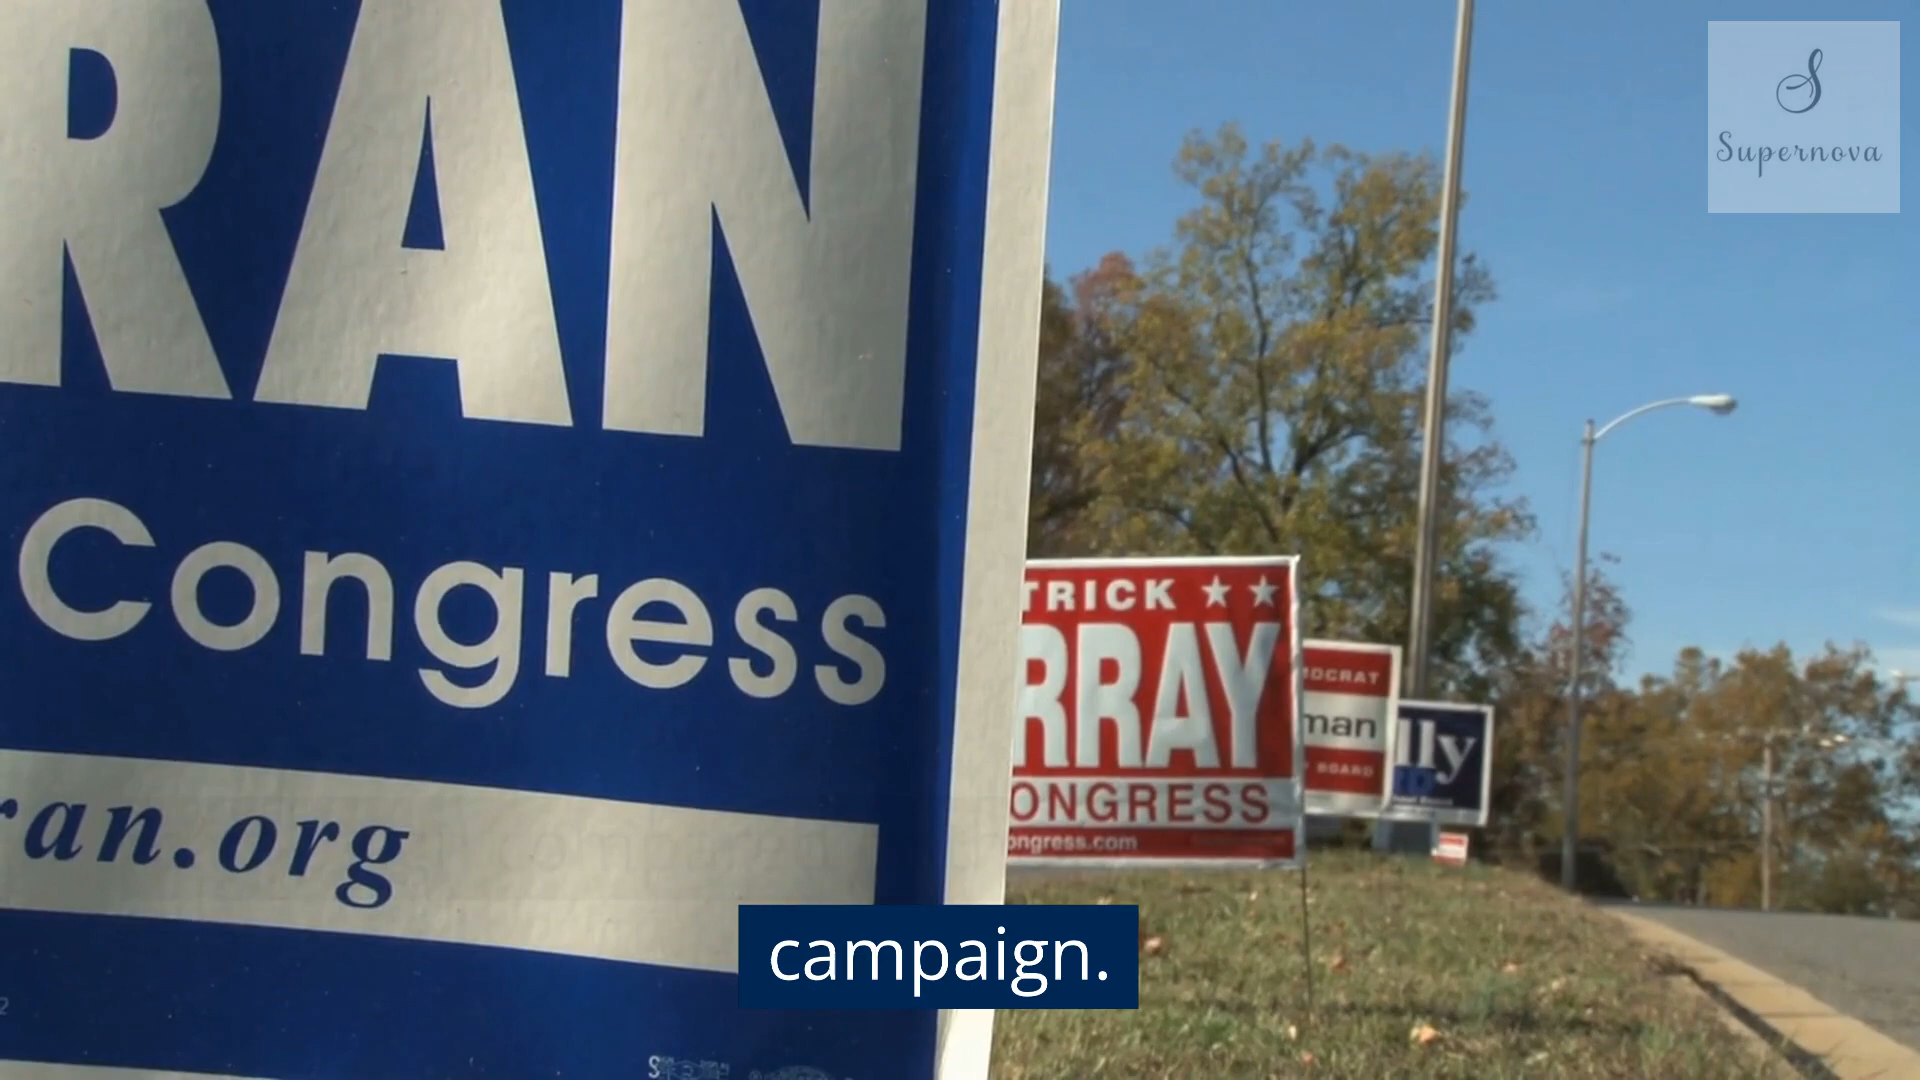 RAN
Congress
ran.org
TRICK
RRAY
ONGRESS
ongress.com
OCRAT
man
BOARD
lly
campaign.
S
Supernova